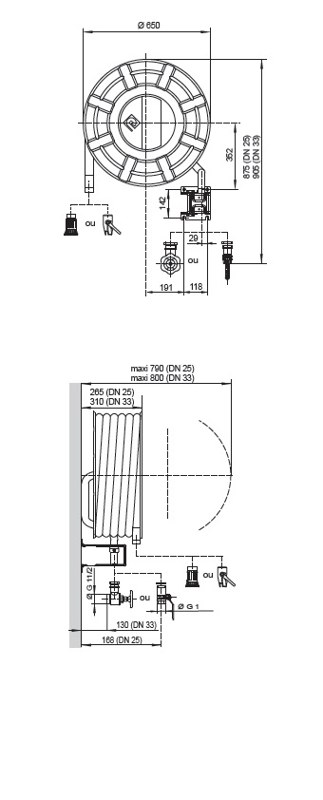 Ø 650
352
875 (DN 25)
905 (DN 33)
142
ou
29
ou
191
118
maxi 790 (DN 25)
maxi 800 (DN 33)
265 (DN 25)
310 (DN 33)
ou
Ø G 11/2
ou
Ø G 1
130 (DN 33)
168 (DN 25)